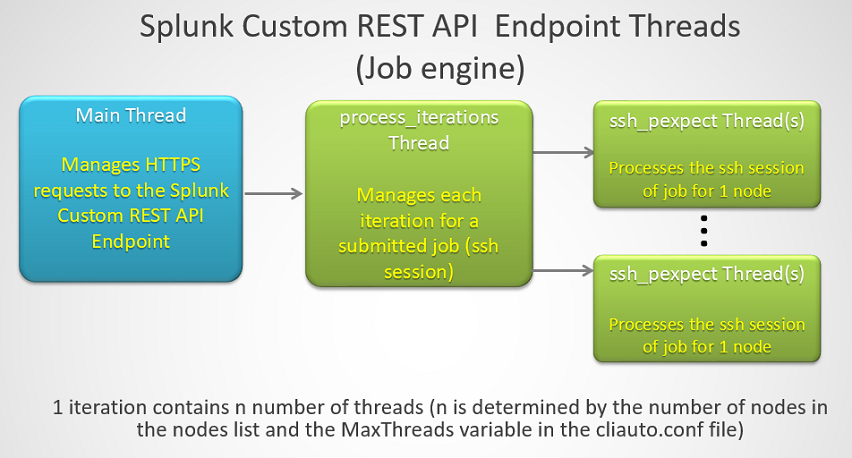 Splunk Custom REST API  Endpoint Threads
(Job engine)
Main Thread
Manages HTTPS
requests to the Splunk
Custom REST API
Endpoint
process_iterations
Thread
Manages each
iteration for a
submitted job (ssh
session)
ssh_pexpect Thread(s)
Processes the ssh session
of job for 1 node
ssh_pexpect Thread(s)
Processes the ssh session
of job for 1 node
1 iteration contains n number of threads (n is determined by the number of nodes in
the nodes list and the MaxThreads variable in the cliauto.conf file)